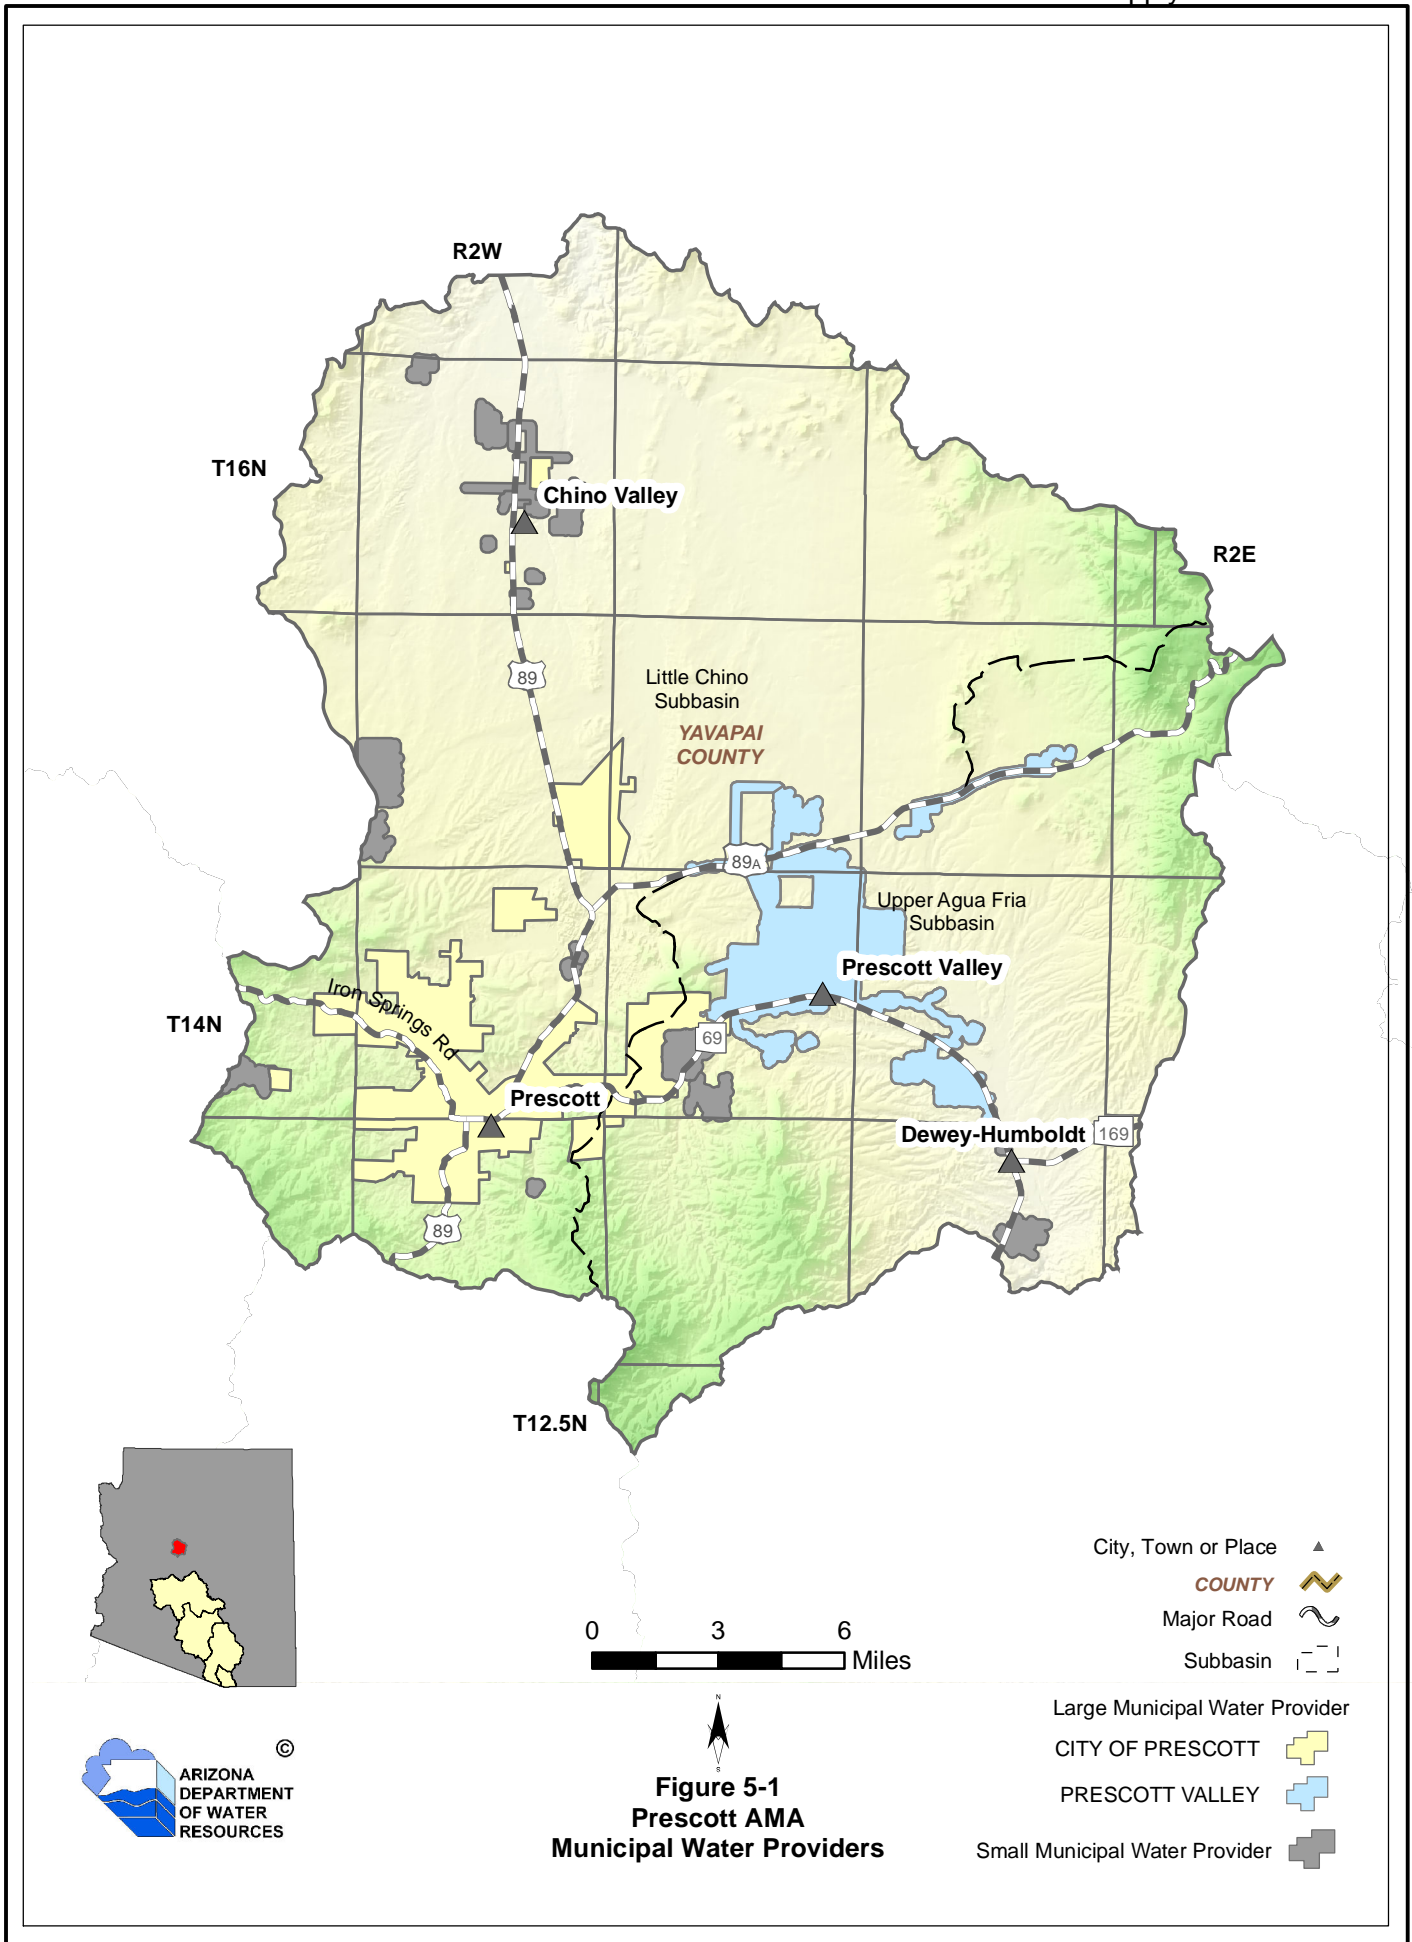 R2W
T16N
Chino Valley
R2E
89
Little Chino
Subbasin
YAVAPAI
COUNTY
89A
Upper Agua Fria
Subbasin
Prescott Valley
Iron Springs Rd
T14N
69
Prescott
Dewey-Humboldt
169
89
T12.5N
City, Town or Place
COUNTY
Major Road
Subbasin
0 3 6
Miles
N
S
Large Municipal Water Provider
CITY OF PRESCOTT
PRESCOTT VALLEY
Small Municipal Water Provider
©
ARIZONA
DEPARTMENT
OF WATER
RESOURCES
Figure 5-1
Prescott AMA
Municipal Water Providers